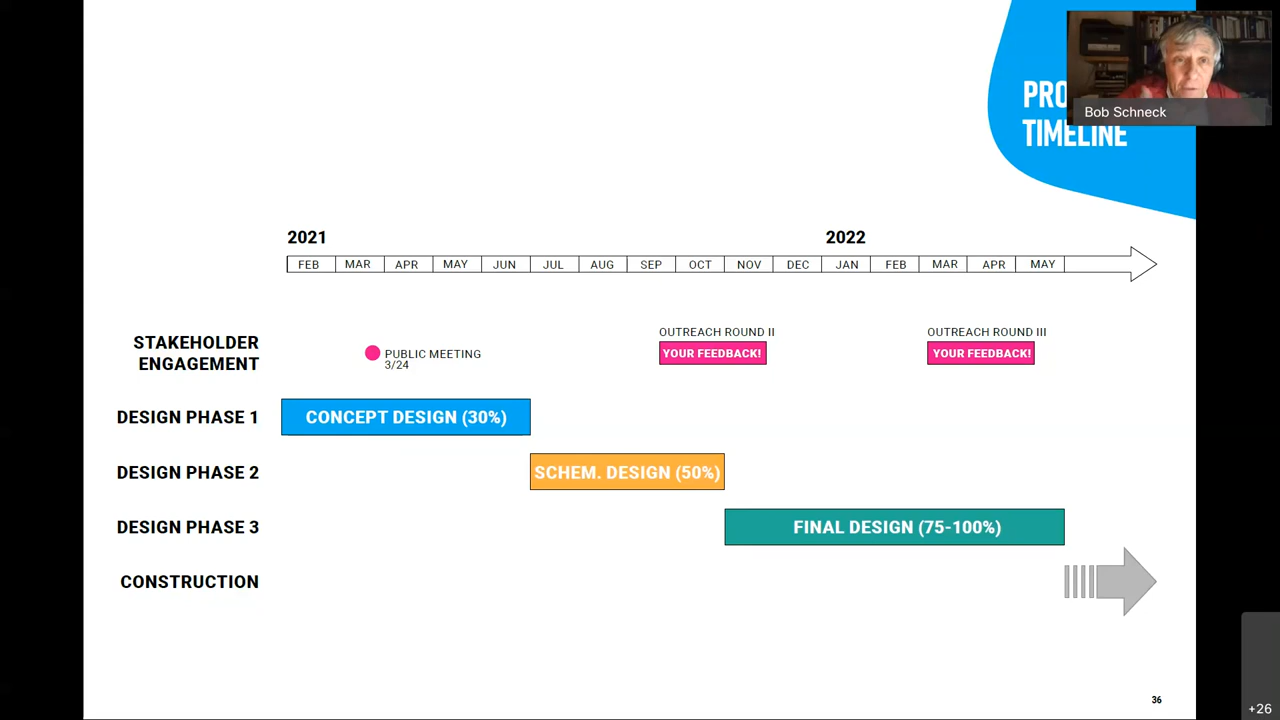 PRO
TIMELINE
Bob Schneck
2021 2022
FEB MAR APR MAY JUN JUL AUG SEP OCT NOV DEC JAN FEB MAR APR MAY
STAKEHOLDER
ENGAGEMENT
PUBLIC MEETING
3/24
OUTREACH ROUND II
YOUR FEEDBACK!
OUTREACH ROUND III
YOUR FEEDBACK!
DESIGN PHASE 1 CONCEPT DESIGN (30%)
DESIGN PHASE 2 SCHEM. DESIGN (50%)
DESIGN PHASE 3 FINAL DESIGN (75-100%)
CONSTRUCTION
36
+26